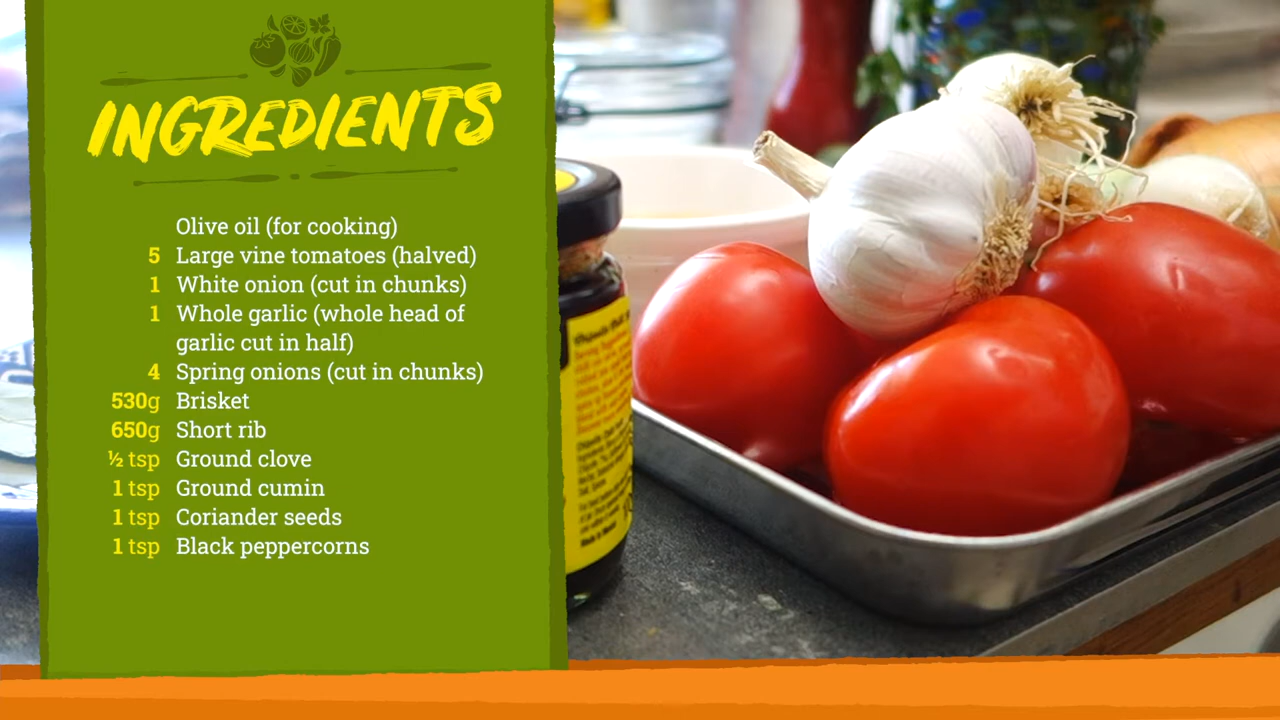 INGREDIENTS
Olive oil (for cooking)
5 Large vine tomatoes (halved)
1 White onion (cut in chunks)
1 Whole garlic (whole head of
garlic cut in half)
4 Spring onions (cut in chunks)
530g Brisket
650g Short rib
½ tsp Ground clove
1 tsp Ground cumin
1 tsp Coriander seeds
1 tsp Black peppercorns